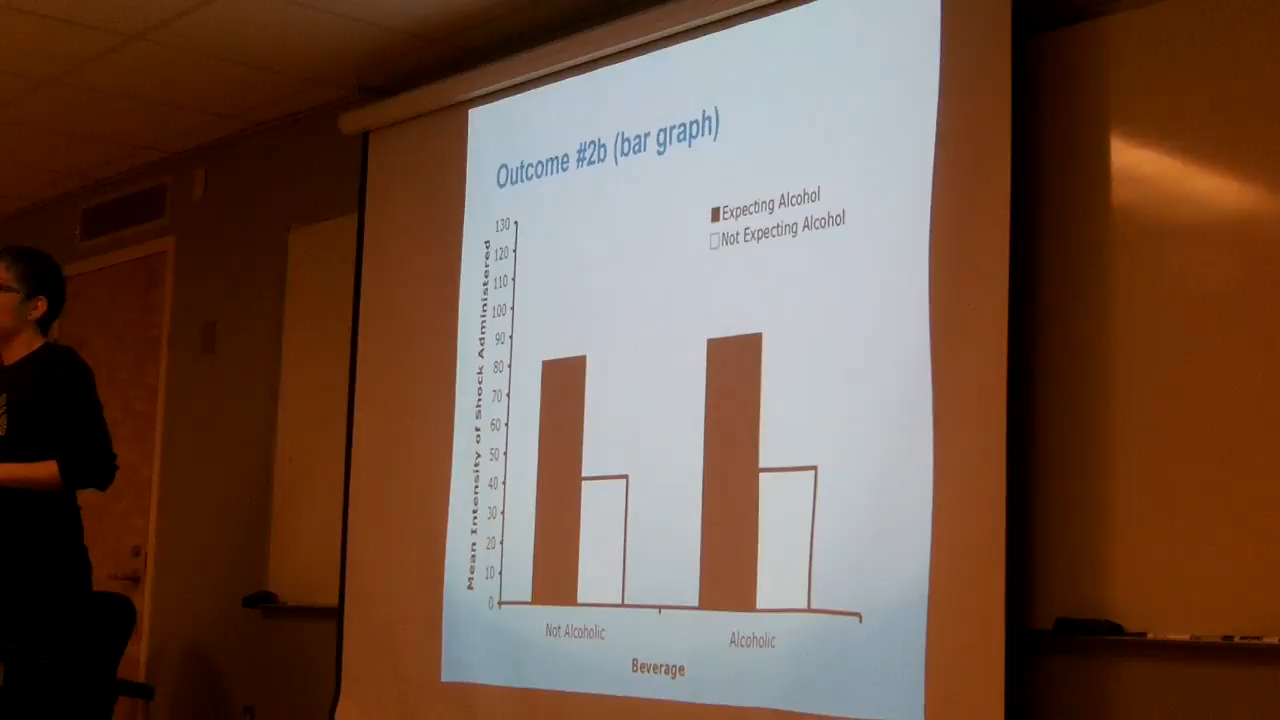 Outcome #2b (bar graph)
Expecting Alcohol
Not Expecting Alcohol
Mean Intensity of Shock Administered
130
120
110
100
90
80
70
60
50
40
30
20
10
0
Not Alcoholic
Alcoholic
Beverage